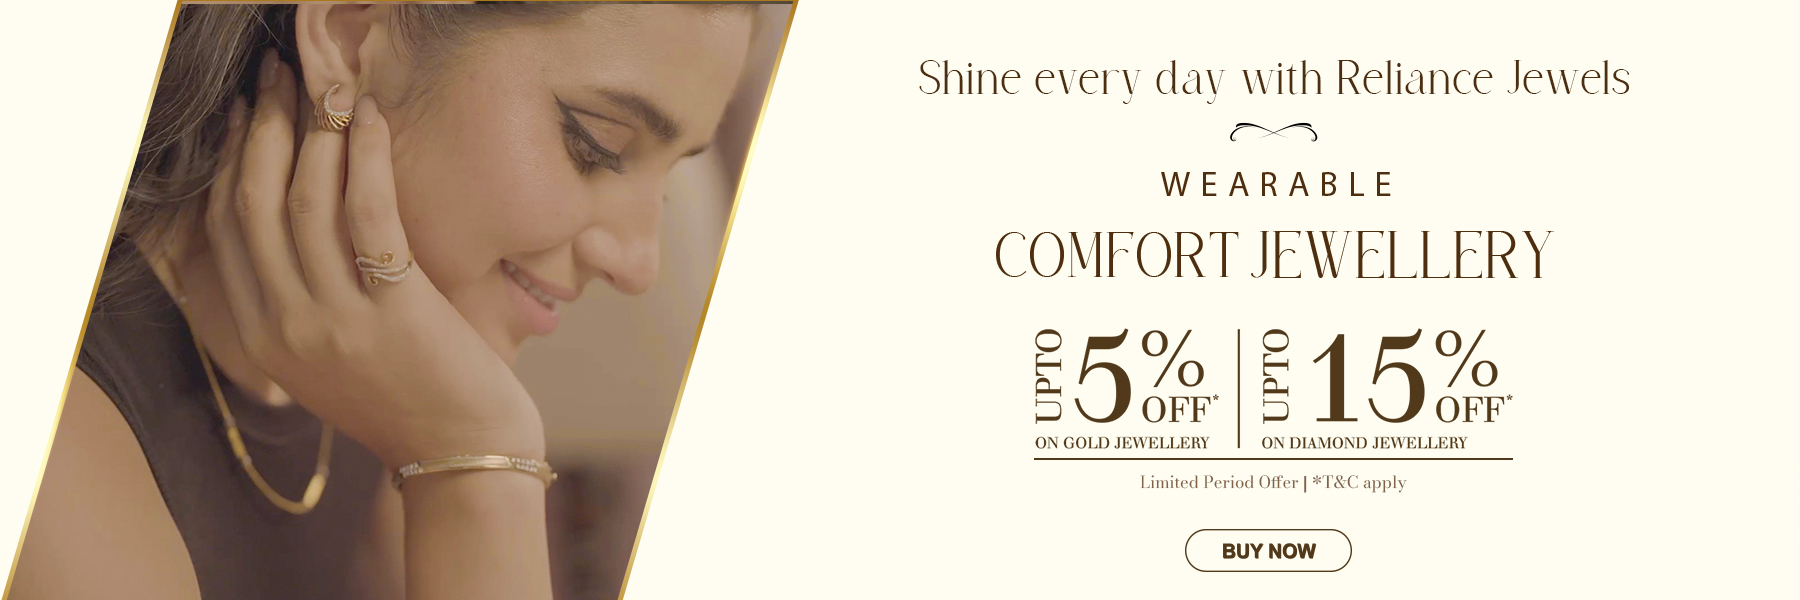 Shine every day with Reliance Jewels
WEARABLE
COMFORT JEWELLERY
UPTO 5% OFF*
ON GOLD JEWELLERY
UPTO 15% OFF*
ON DIAMOND JEWELLERY
Limited Period Offer | *T&C apply
BUY NOW